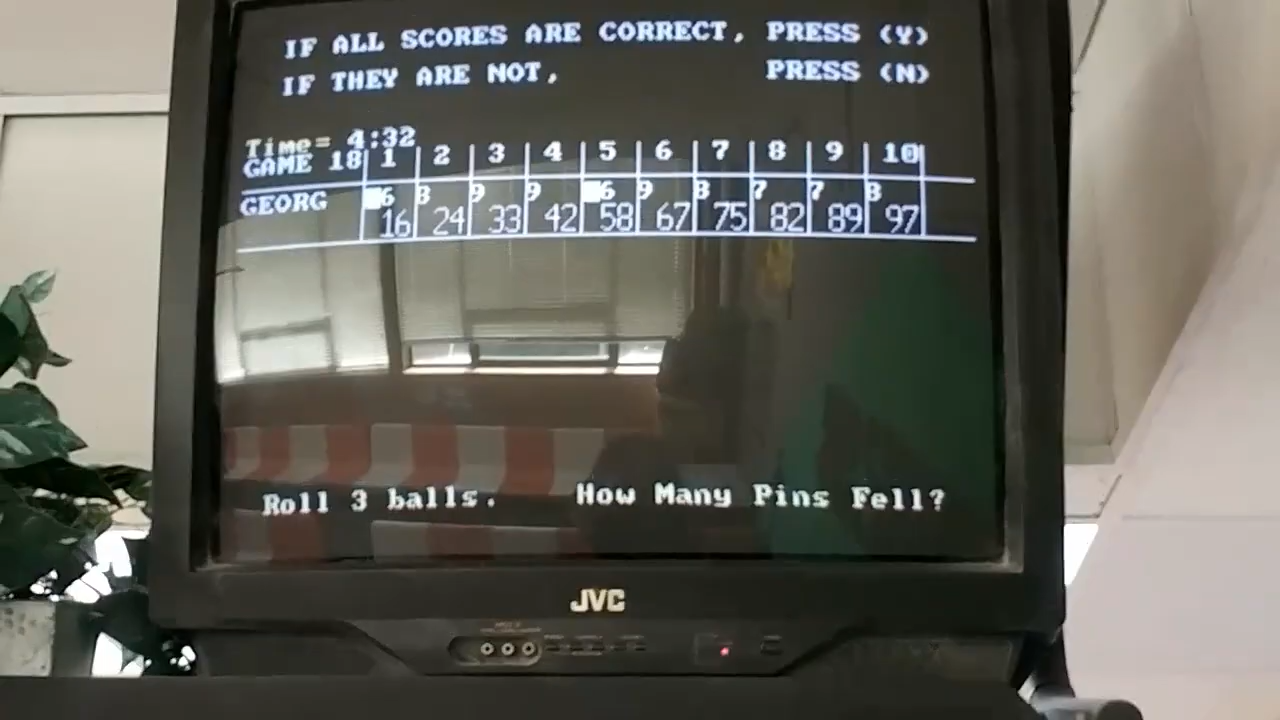 IF ALL SCORES ARE CORRECT, PRESS (Y)
IF THEY ARE NOT, PRESS (N)
Time= 4:32
GAME 18 1 2 3 4 5 6 7 8 9 10
6 8 9 9 6 9 8 7 7 8
GEORG 16 24 33 42 58 67 75 82 89 97
Roll 3 balls. How Many Pins Fell?
JVC